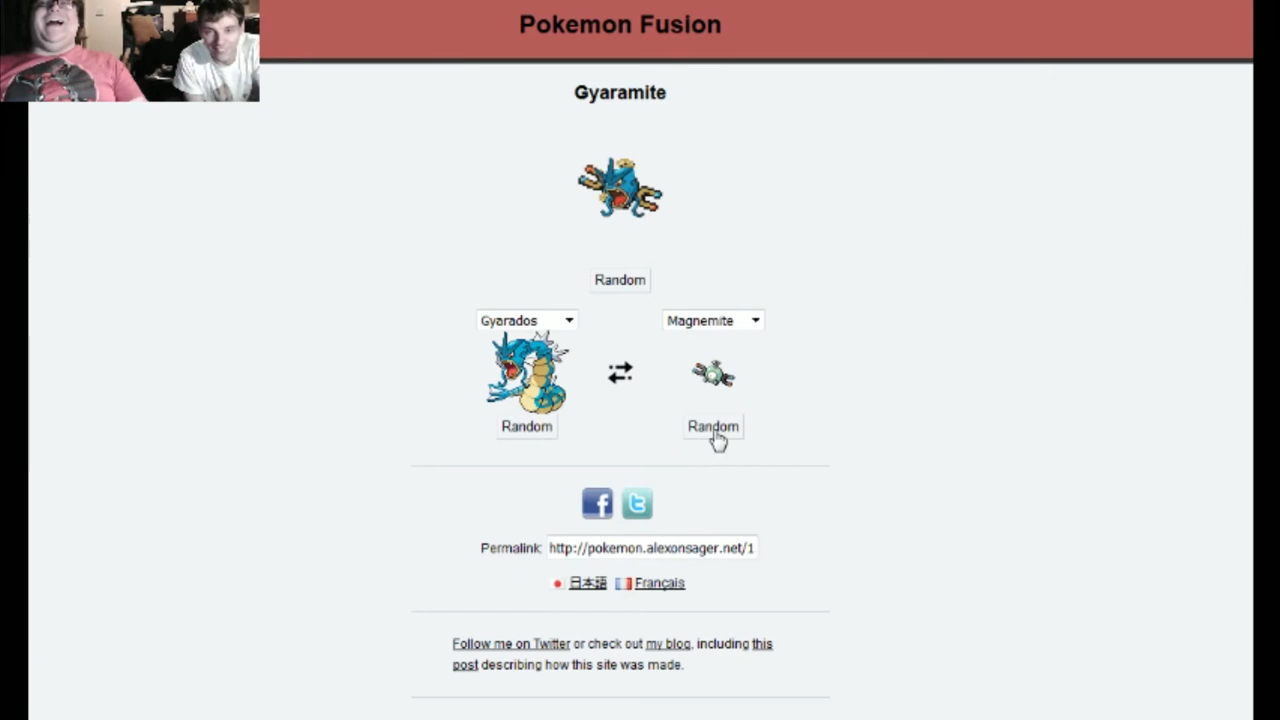 Pokemon Fusion
Gyaramite
Random
Gyarados Magnemite
Random Random
Permalink: http://pokemon.alexonsager.net/1
日本語 Français
Follow me on Twitter or check out my blog, including this
post describing how this site was made.